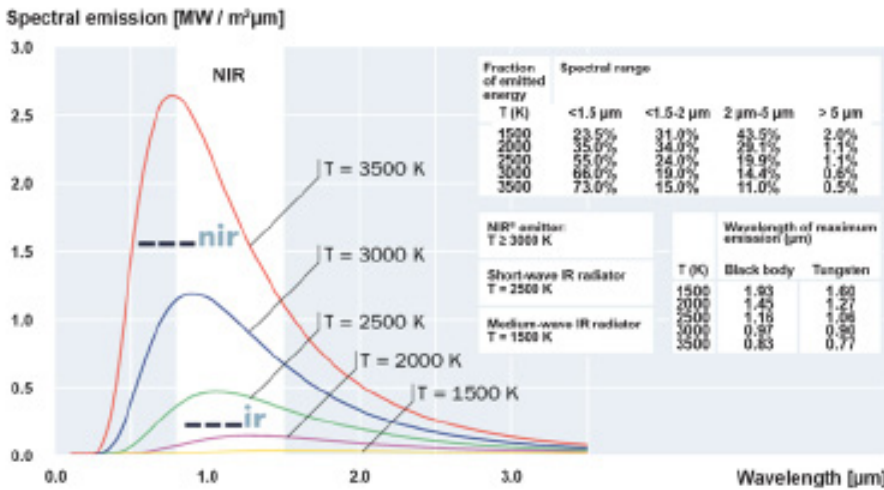 Spectral emission [MW / m²µm]
3.0
2.5
2.0
1.5
1.0
0.5
0.0
0.0
1.0
2.0
3.0
Wavelength [µm]
NIR
nir
ir
T = 3500 K
T = 3000 K
T = 2500 K
T = 2000 K
T = 1500 K
Fraction of emitted energy Spectral range
T (K) <1.5 µm <1.5-2 µm 2 µm-5 µm > 5 µm
1500 23.5% 31.0% 43.5% 2.0%
2000 35.0% 34.0% 29.1% 1.1%
2500 55.0% 24.0% 19.9% 1.1%
3000 66.0% 19.0% 14.4% 0.6%
3500 73.0% 15.0% 11.0% 0.5%
NIR® emitter:
T ≥ 3000 K
Short-wave IR radiator
T = 2500 K
Medium-wave IR radiator
T = 1500 K
Wavelength of maximum
emission (µm)
T (K) Black body Tungsten
1500 1.93 1.60
2000 1.45 1.27
2500 1.16 1.06
3000 0.97 0.90
3500 0.83 0.77